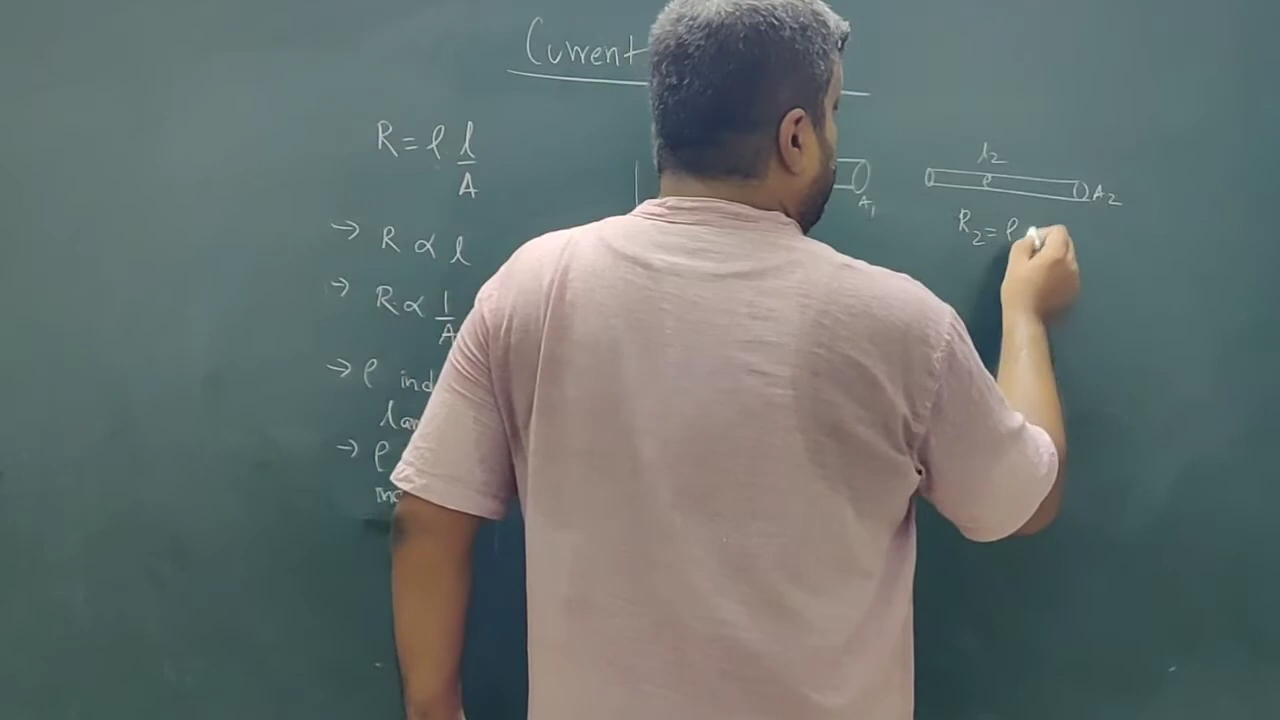 Current
R = ρ l/A
→ R ∝ l
→ R ∝ 1/A
→ ρ ind
→ ρ
A₁
l₂
ρ
A₂
R₂ = ρ